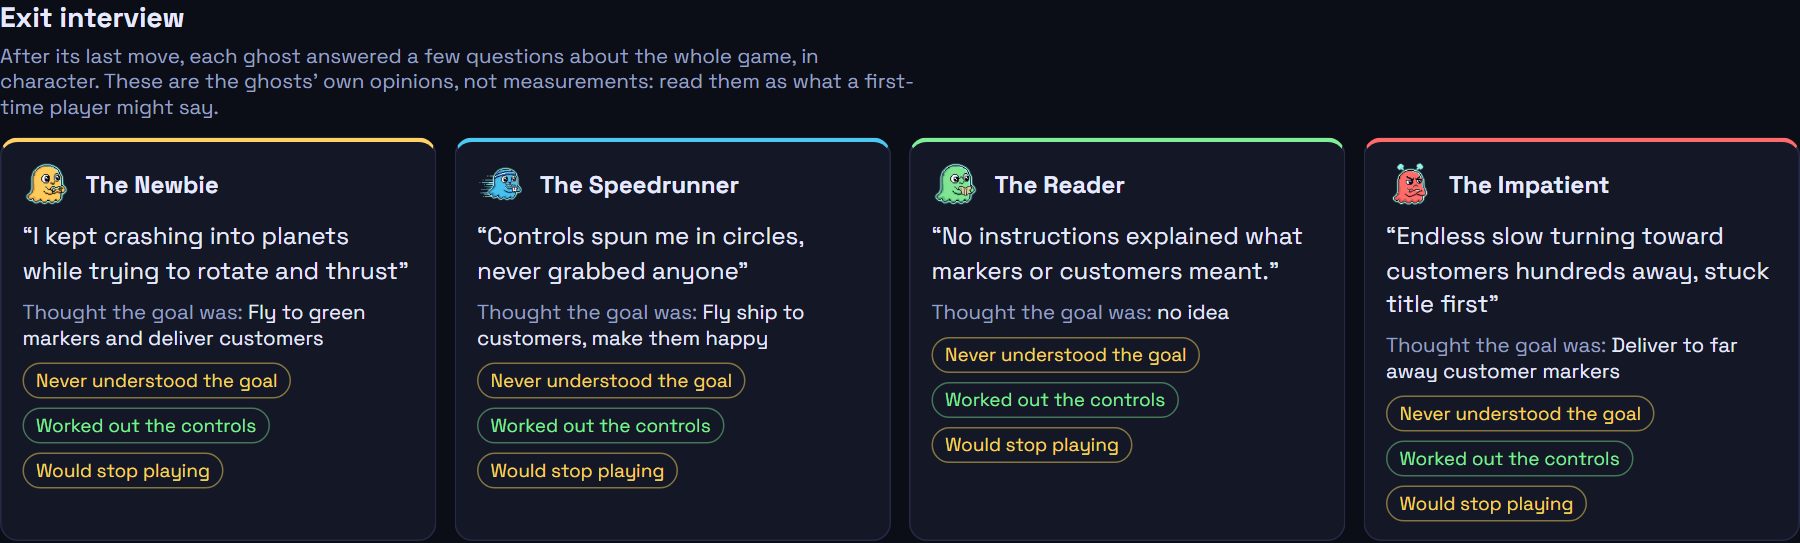 Exit interview
After its last move, each ghost answered a few questions about the whole game, in
character. These are the ghosts’ own opinions, not measurements: read them as what a first-
time player might say.
The Newbie
“I kept crashing into planets
while trying to rotate and thrust”
Thought the goal was: Fly to green
markers and deliver customers
Never understood the goal
Worked out the controls
Would stop playing
The Speedrunner
“Controls spun me in circles,
never grabbed anyone”
Thought the goal was: Fly ship to
customers, make them happy
Never understood the goal
Worked out the controls
Would stop playing
The Reader
“No instructions explained what
markers or customers meant.”
Thought the goal was: no idea
Never understood the goal
Worked out the controls
Would stop playing
The Impatient
“Endless slow turning toward
customers hundreds away, stuck
title first”
Thought the goal was: Deliver to far
away customer markers
Never understood the goal
Worked out the controls
Would stop playing